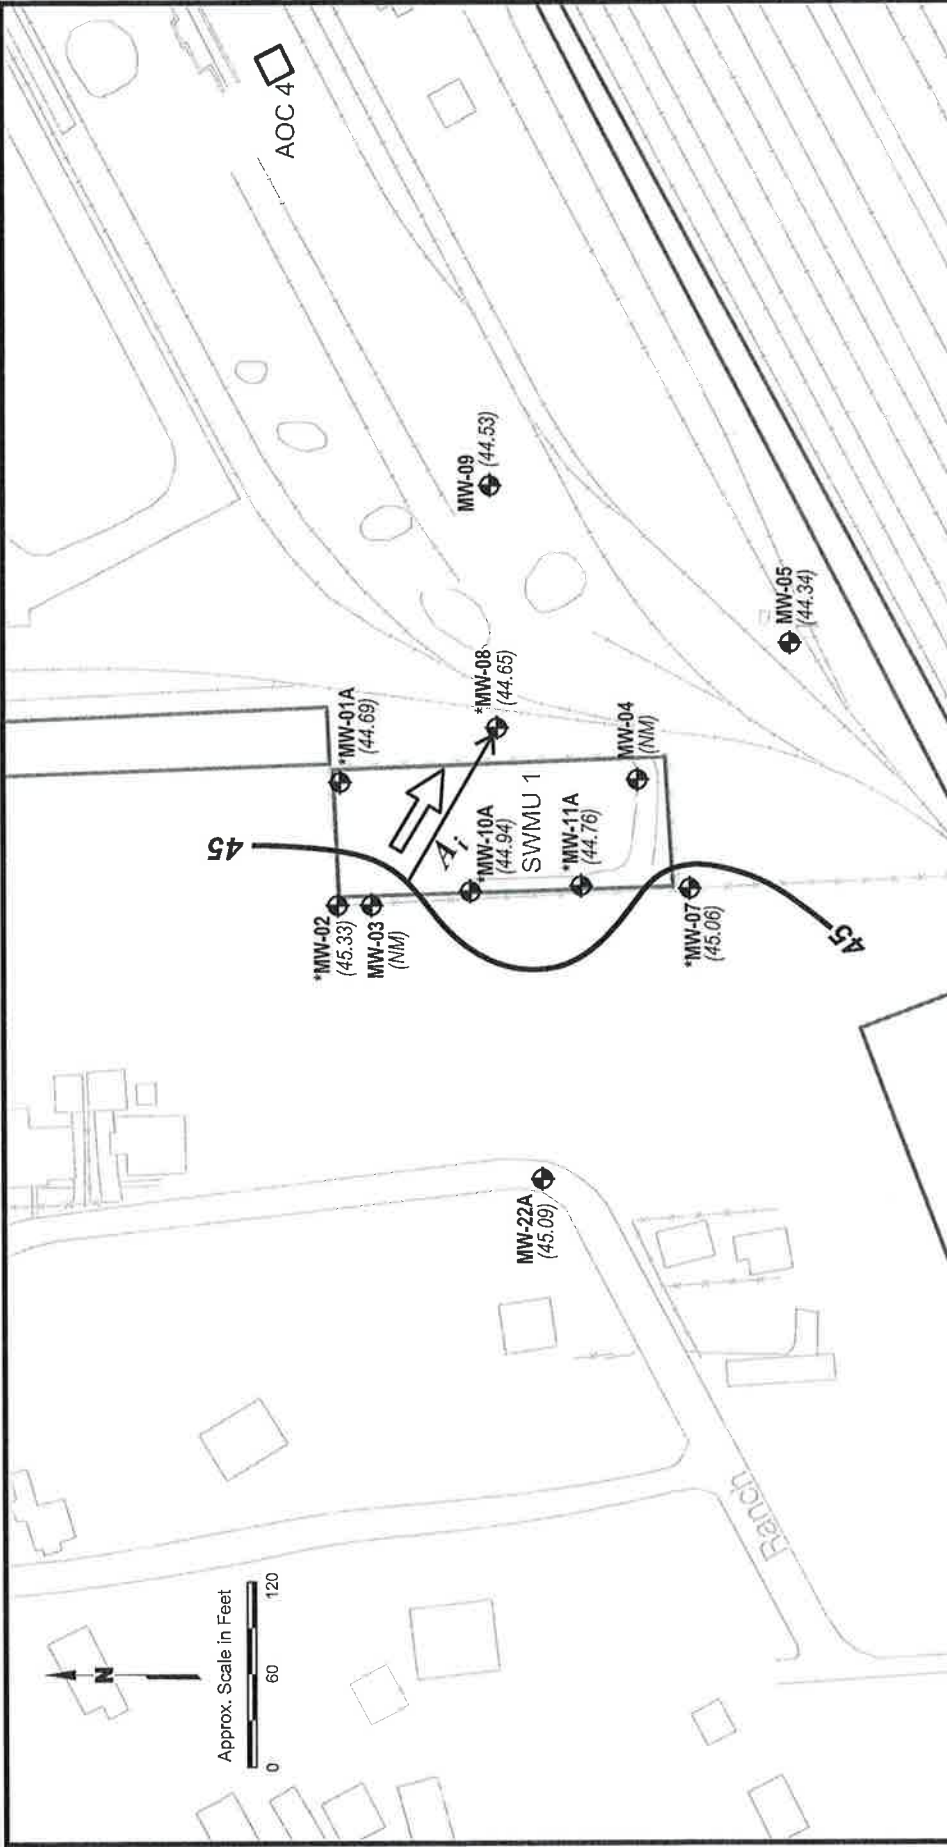 N
Approx. Scale in Feet
0
60
120
Ranch
MW-22A
(45.09)
45
*MW-02
(45.33)
MW-03
(NM)
*MW-01A
(44.69)
A i
*MW-10A
(44.94)
SWMU 1
*MW-11A
(44.76)
*MW-07
(45.06)
45
*MW-08
(44.65)
MW-04
(NM)
MW-09
(44.53)
MW-05
(44.34)
AOC 4